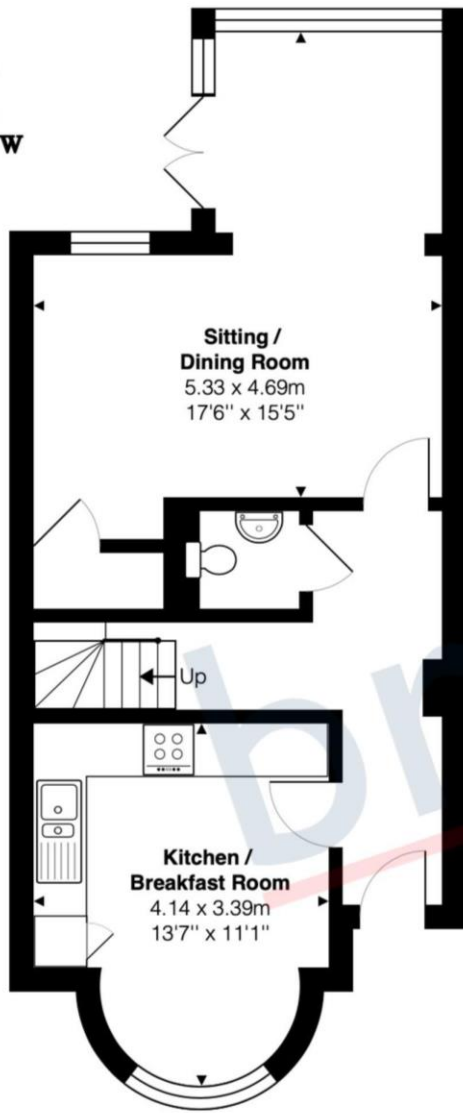 w
Sitting /
Dining Room
5.33 x 4.69m
17'6'' x 15'5''
Up
Kitchen /
Breakfast Room
4.14 x 3.39m
13'7'' x 11'1''
br